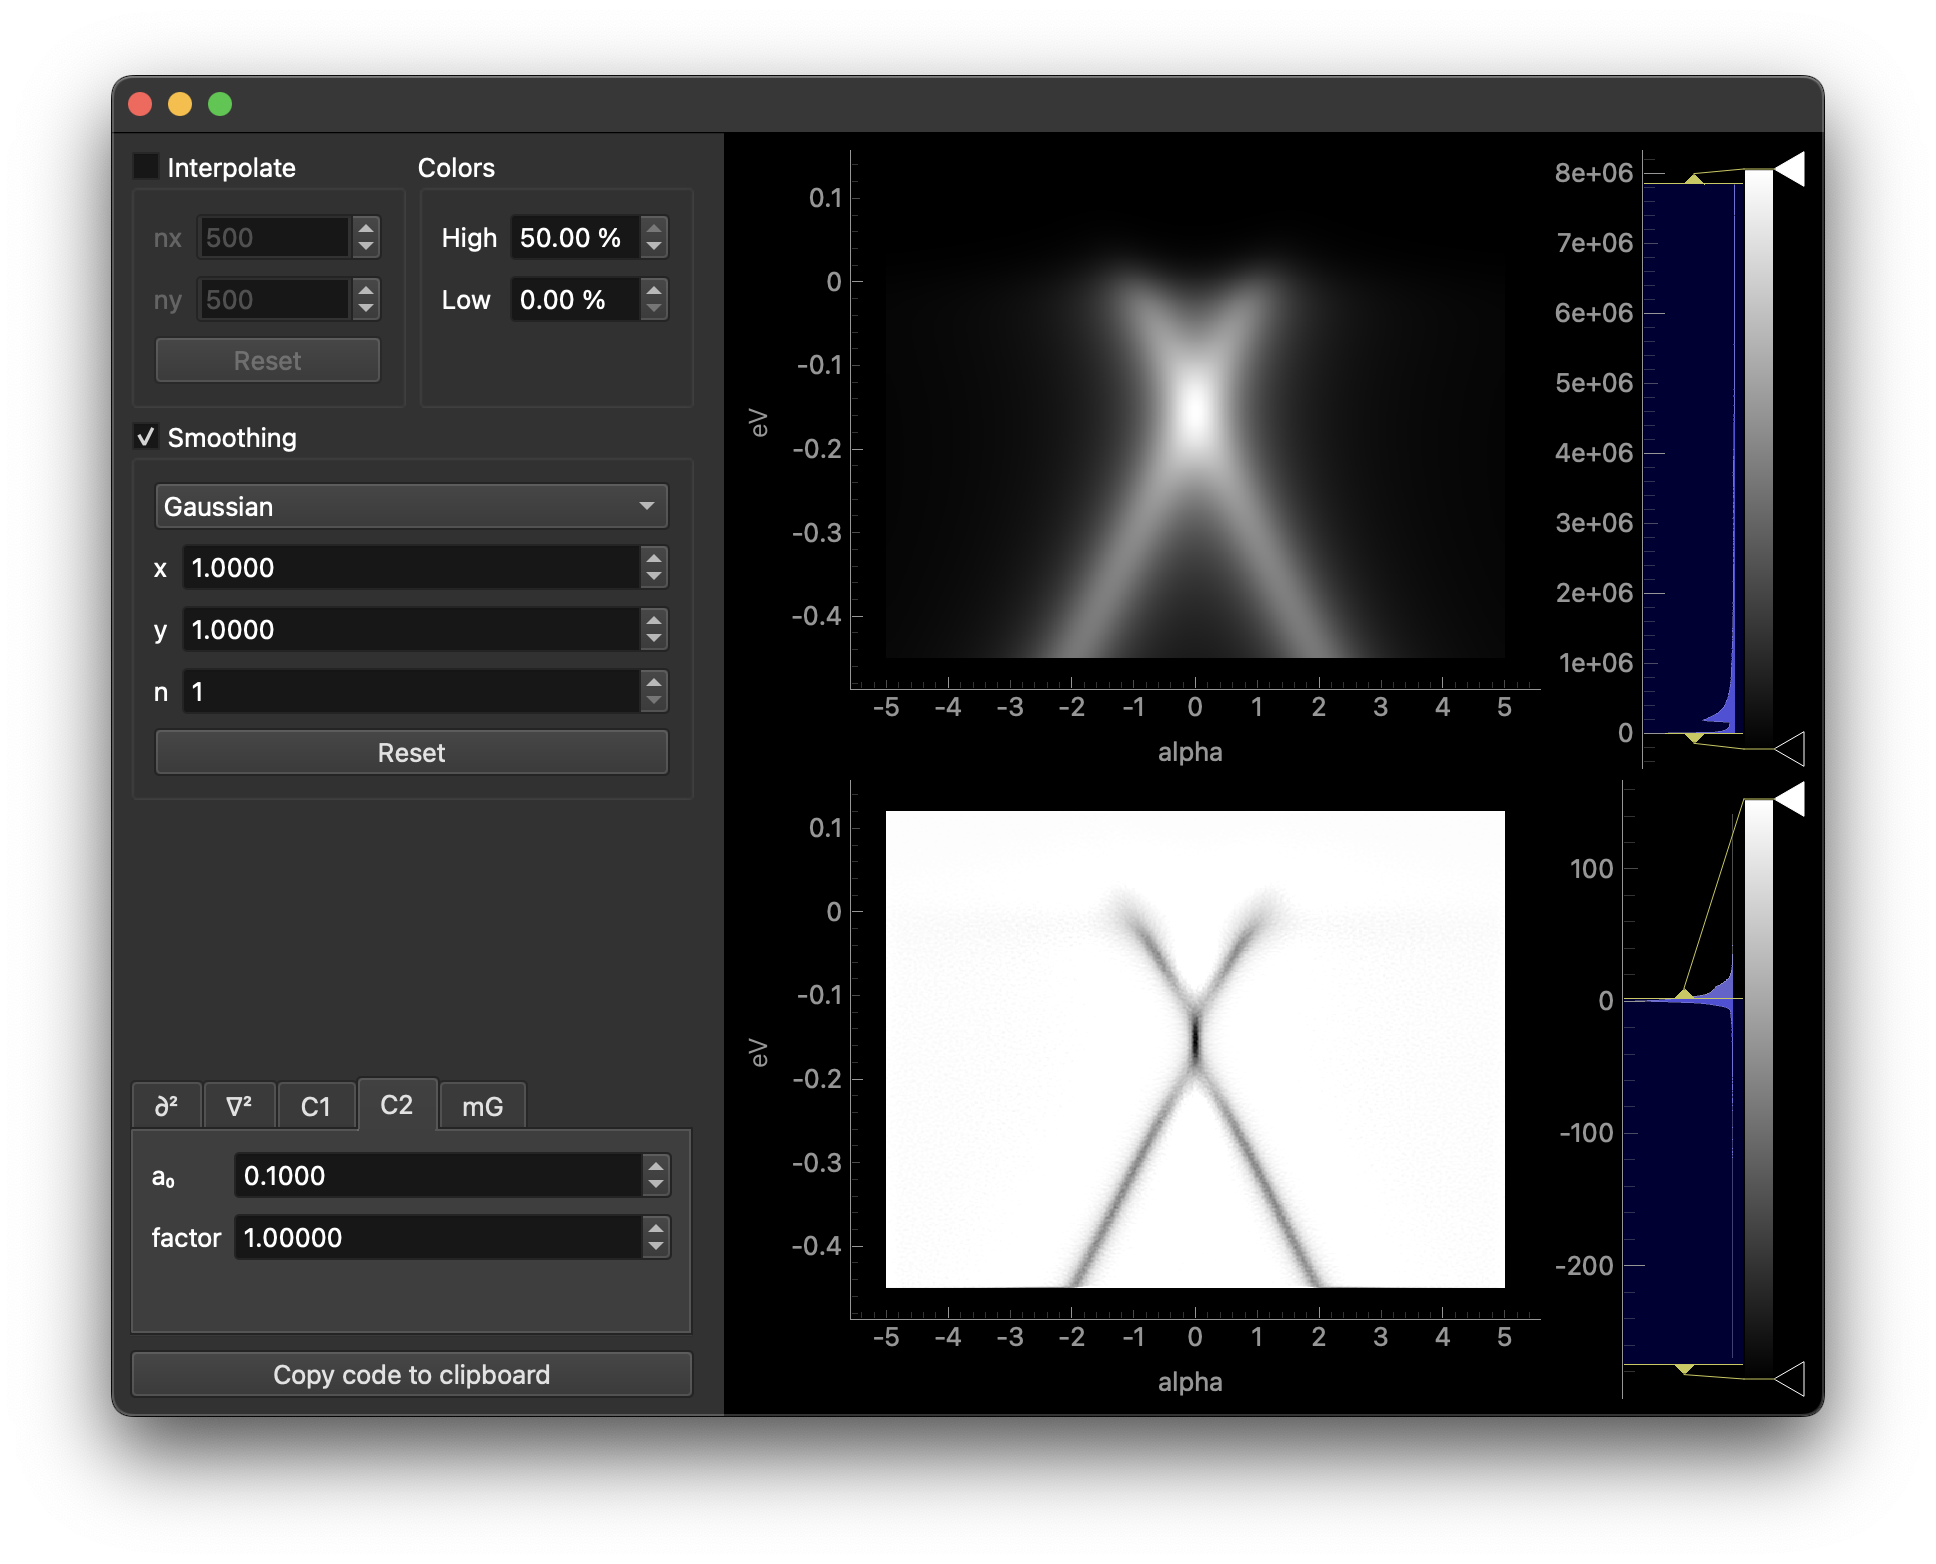 Interpolate
Colors
nx 500
High 50.00 %
ny 500
Low 0.00 %
Reset
Smoothing
Gaussian
x 1.0000
y 1.0000
n 1
Reset
∂² ∇² C1 C2 mG
a₀ 0.1000
factor 1.00000
Copy code to clipboard
0.1
0
-0.1
-0.2
-0.3
-0.4
eV
-5 -4 -3 -2 -1 0 1 2 3 4 5
alpha
8e+06
7e+06
6e+06
5e+06
4e+06
3e+06
2e+06
1e+06
0
0.1
0
-0.1
-0.2
-0.3
-0.4
eV
-5 -4 -3 -2 -1 0 1 2 3 4 5
alpha
100
0
-100
-200